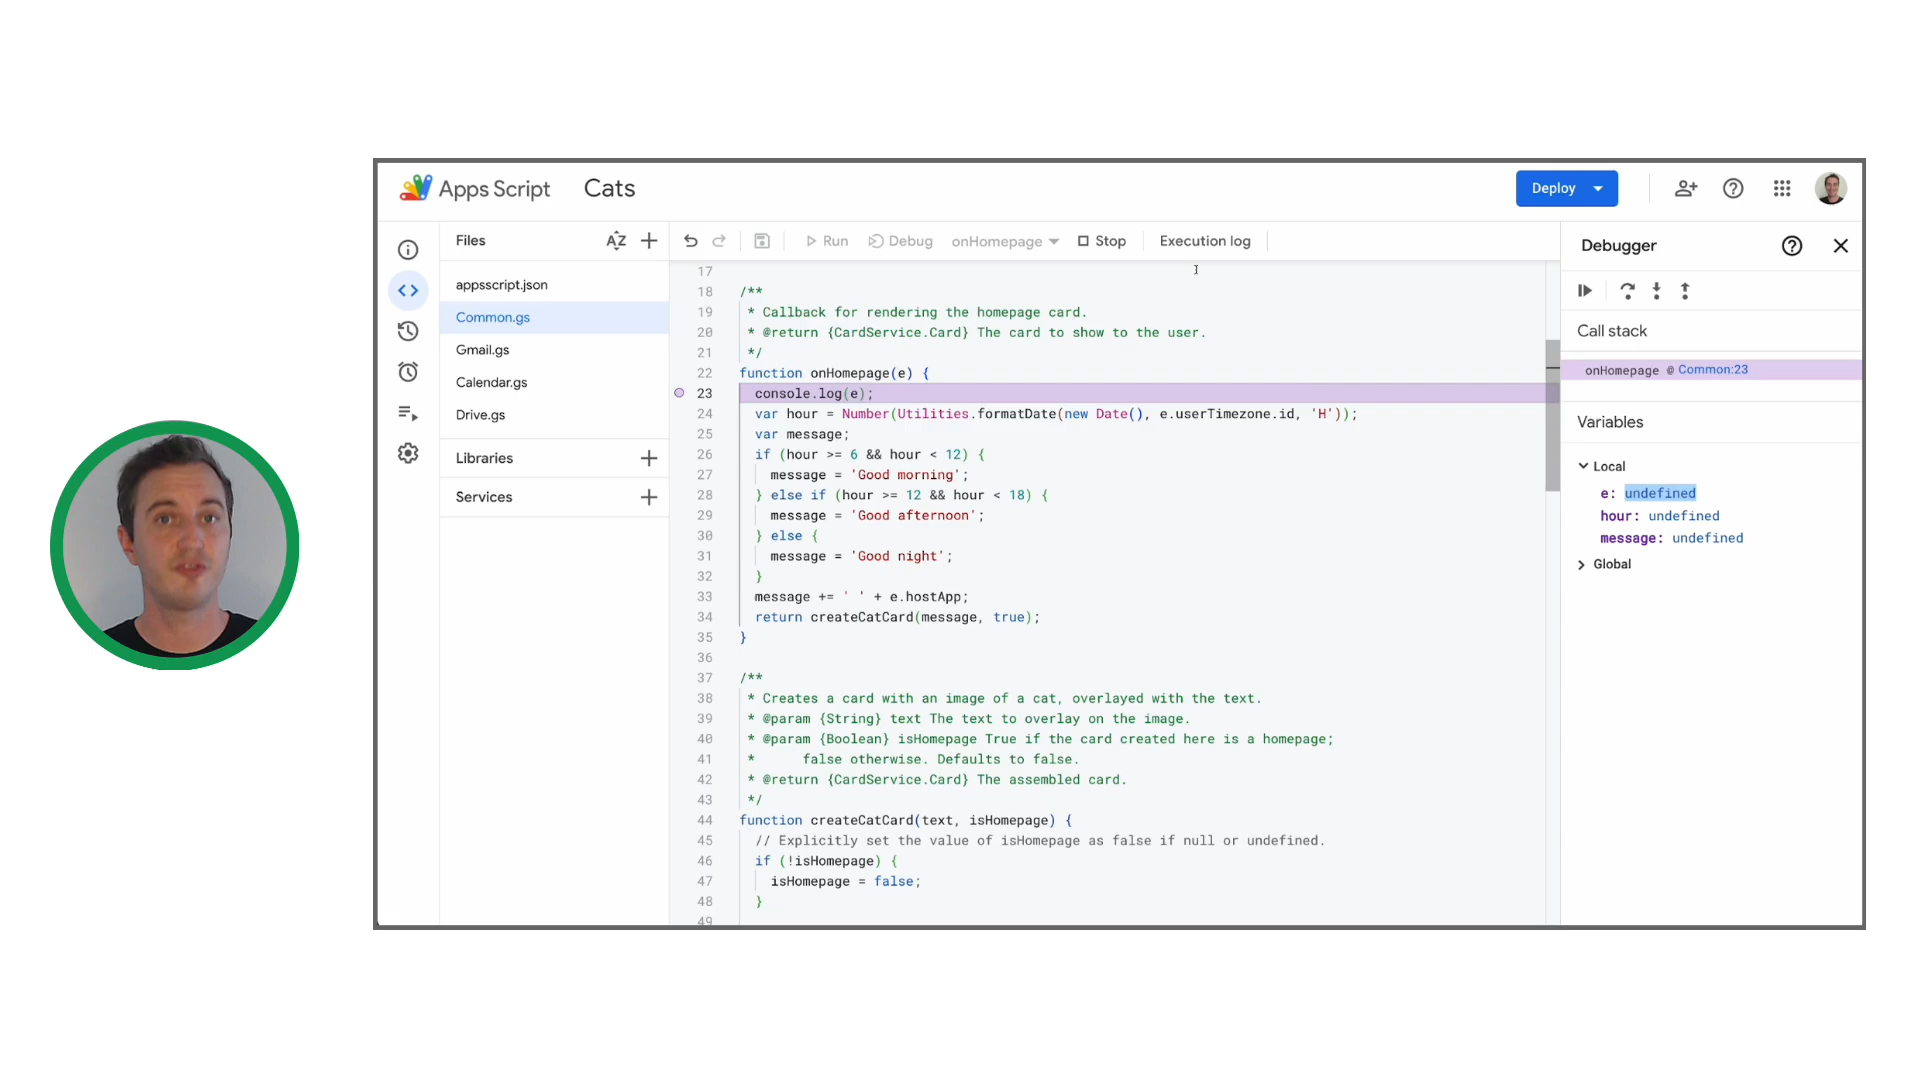 Apps Script
Cats
Deploy
Files
AZ
Run
Debug
onHomepage
Stop
Execution log
Debugger
appsscript.json
Common.gs
Gmail.gs
Calendar.gs
Drive.gs
Libraries
Services
17
18 /**
19 * Callback for rendering the homepage card.
20 * @return {CardService.Card} The card to show to the user.
21 */
22 function onHomepage(e) {
23 console.log(e);
24 var hour = Number(Utilities.formatDate(new Date(), e.userTimezone.id, 'H'));
25 var message;
26 if (hour >= 6 && hour < 12) {
27 message = 'Good morning';
28 } else if (hour >= 12 && hour < 18) {
29 message = 'Good afternoon';
30 } else {
31 message = 'Good night';
32 }
33 message += ' ' + e.hostApp;
34 return createCatCard(message, true);
35 }
36
37 /**
38 * Creates a card with an image of a cat, overlayed with the text.
39 * @param {String} text The text to overlay on the image.
40 * @param {Boolean} isHomepage True if the card created here is a homepage;
41 * false otherwise. Defaults to false.
42 * @return {CardService.Card} The assembled card.
43 */
44 function createCatCard(text, isHomepage) {
45 // Explicitly set the value of isHomepage as false if null or undefined.
46 if (!isHomepage) {
47 isHomepage = false;
48 }
49
Call stack
onHomepage @ Common:23
Variables
Local
e: undefined
hour: undefined
message: undefined
Global